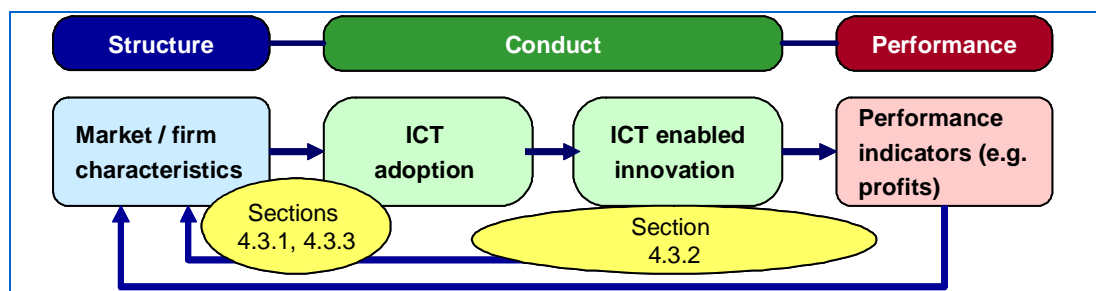 Structure
Conduct
Performance
Market / firm
characteristics
ICT
adoption
ICT enabled
innovation
Performance
indicators (e.g.
profits)
Sections
4.3.1, 4.3.3
Section
4.3.2